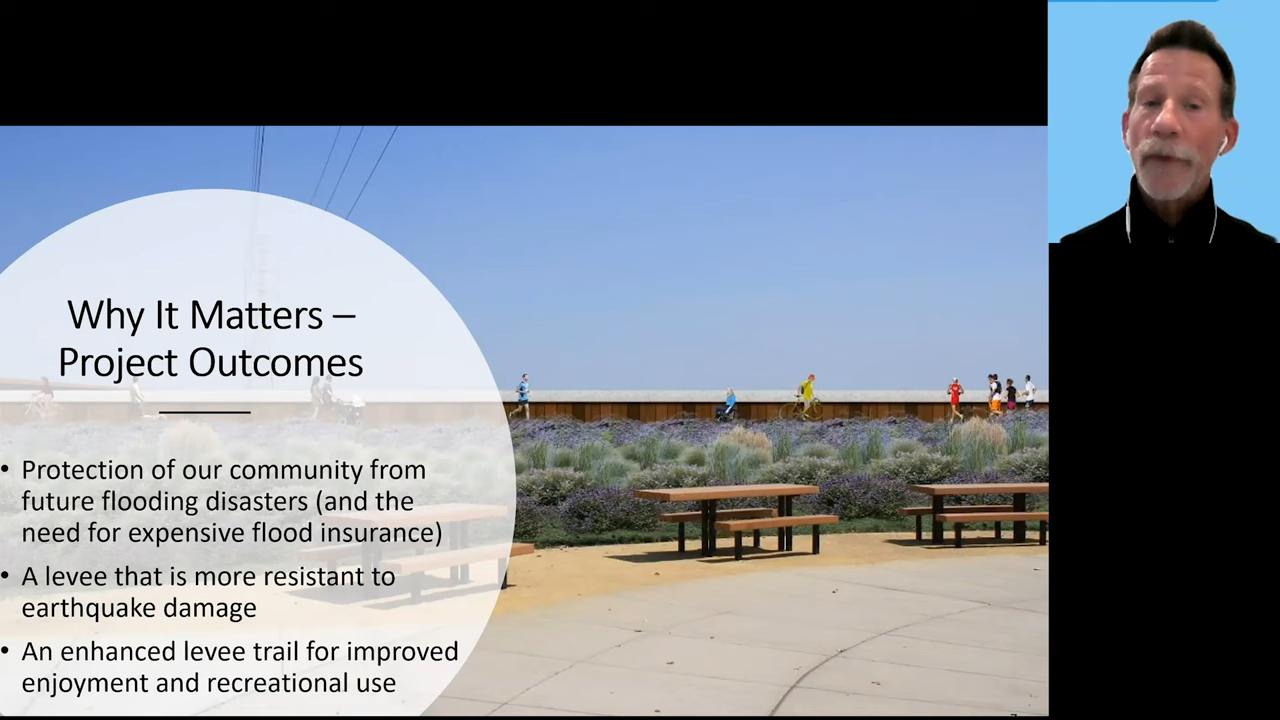 Why It Matters –
Project Outcomes
• Protection of our community from
future flooding disasters (and the
need for expensive flood insurance)
• A levee that is more resistant to
earthquake damage
• An enhanced levee trail for improved
enjoyment and recreational use